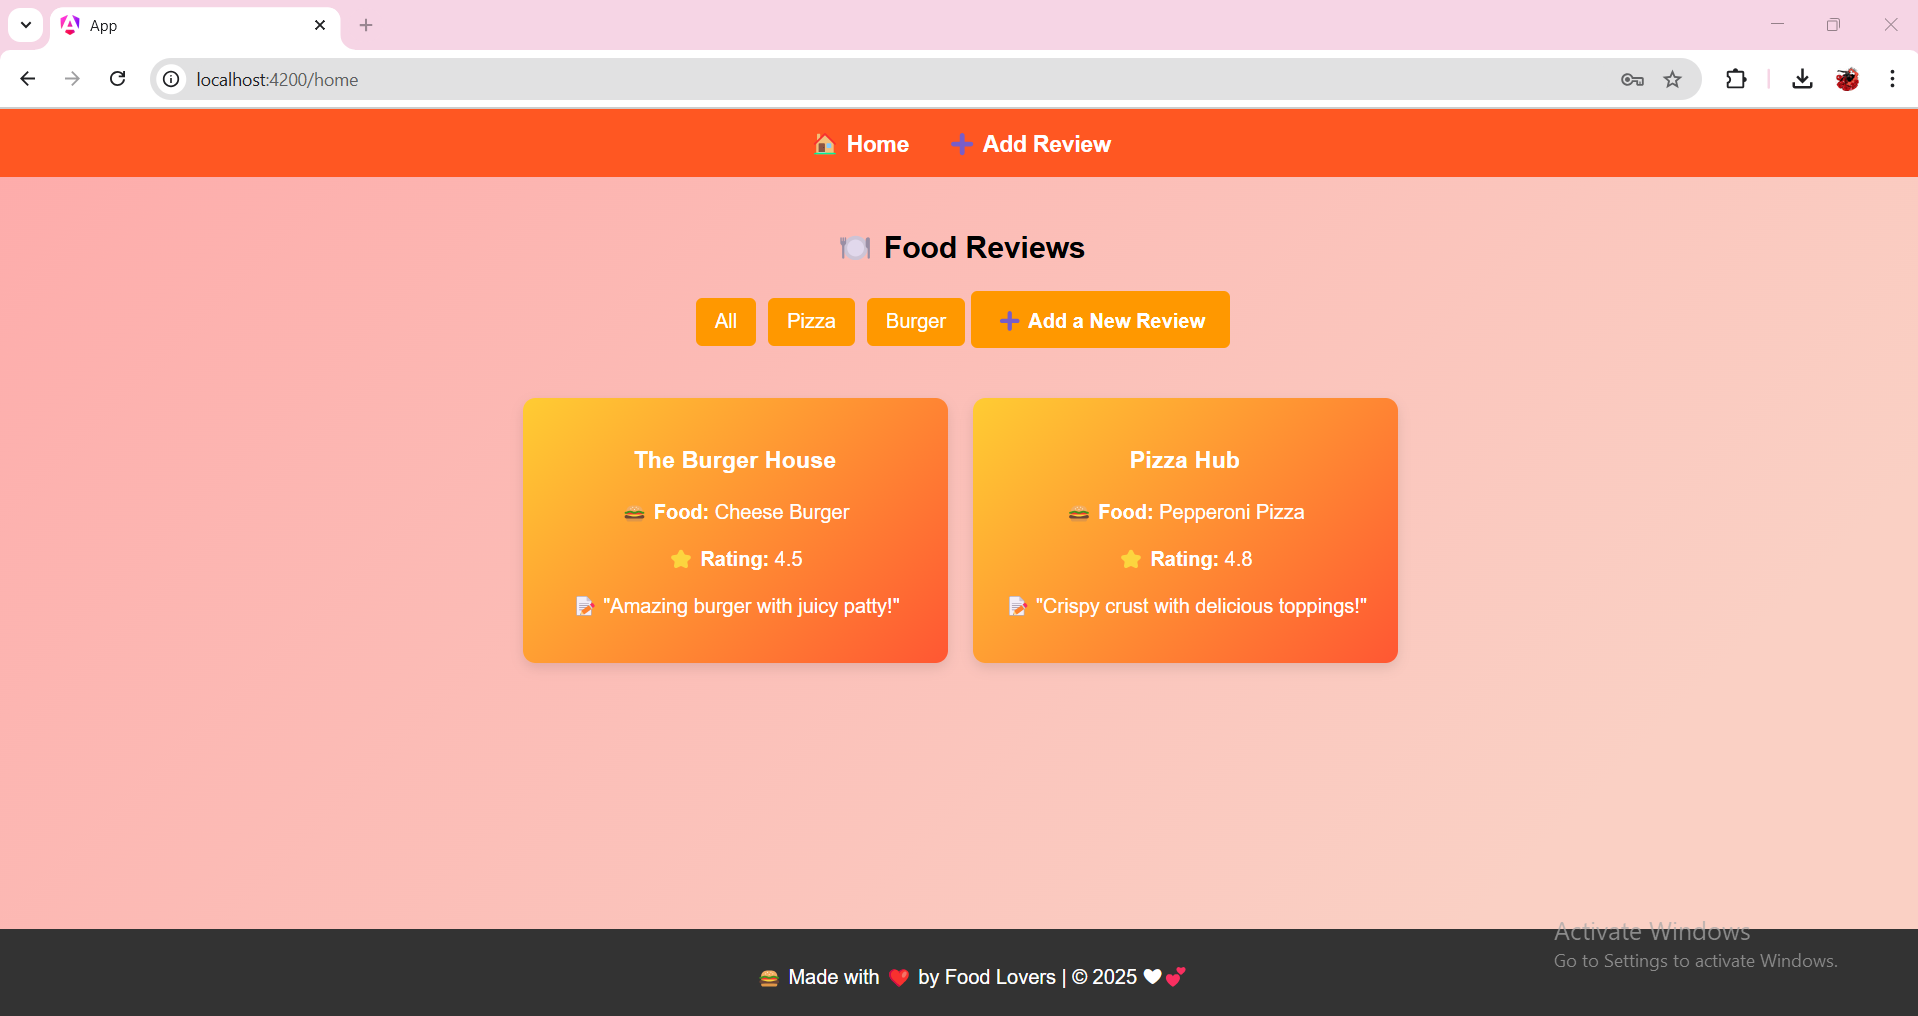 App
localhost:4200/home
🏠 Home ➕ Add Review
🍽️ Food Reviews
All Pizza Burger ➕ Add a New Review
The Burger House
🍔 Food: Cheese Burger
⭐ Rating: 4.5
📝 "Amazing burger with juicy patty!"
Pizza Hub
🍔 Food: Pepperoni Pizza
⭐ Rating: 4.8
📝 "Crispy crust with delicious toppings!"
Activate Windows
Go to Settings to activate Windows.
🍔 Made with ❤️ by Food Lovers | © 2025 🤍💕